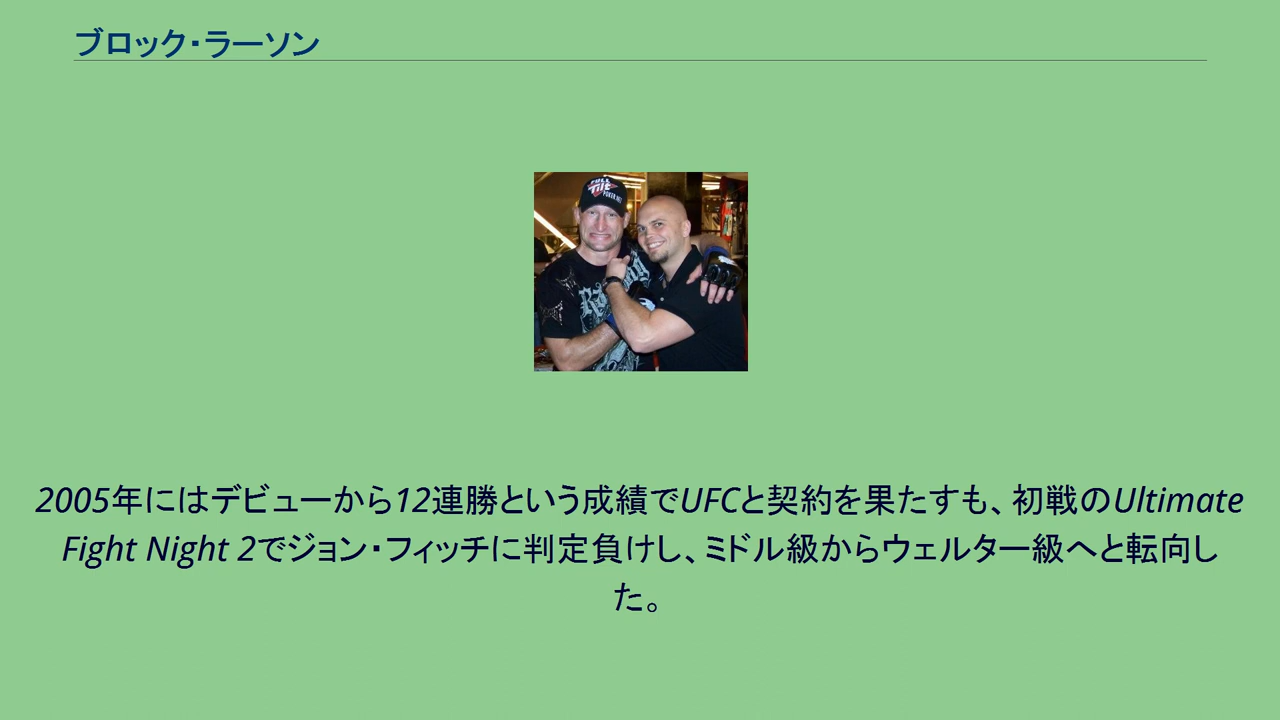 ブロック・ラーソン
FULL
Tilt
POKER.NET
2005年にはデビューから12連勝という成績でUFCと契約を果たすも、初戦のUltimate
Fight Night 2でジョン・フィッチに判定負けし、ミドル級からウェルター級へと転向し
た。